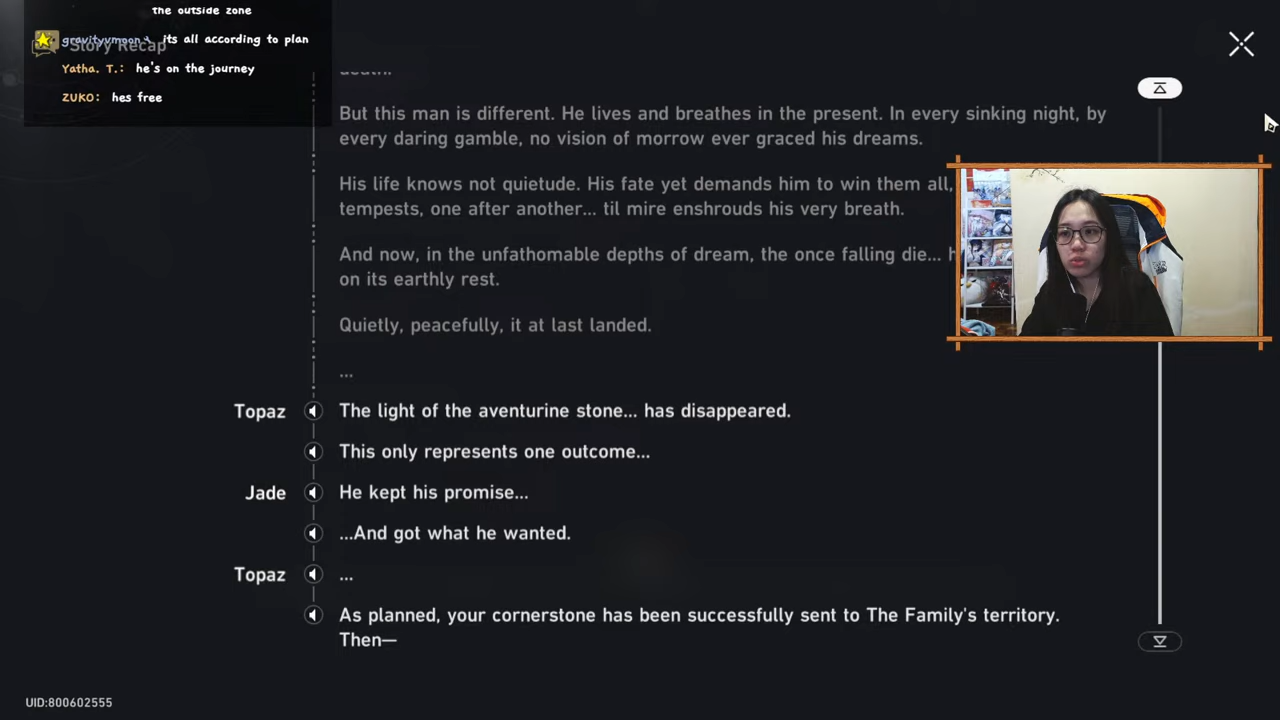 the outside zone
gravityvmoon: its all according to plan
Story Recap
Yatha. T.: he's on the journey
ZUKO: hes free
death.
But this man is different. He lives and breathes in the present. In every sinking night, by
every daring gamble, no vision of morrow ever graced his dreams.
His life knows not quietude. His fate yet demands him to win them all,
tempests, one after another... til mire enshrouds his very breath.
And now, in the unfathomable depths of dream, the once falling die...
on its earthly rest.
Quietly, peacefully, it at last landed.
...
Topaz
The light of the aventurine stone... has disappeared.
This only represents one outcome...
Jade
He kept his promise...
...And got what he wanted.
Topaz
...
As planned, your cornerstone has been successfully sent to The Family's territory.
Then—
UID:800602555